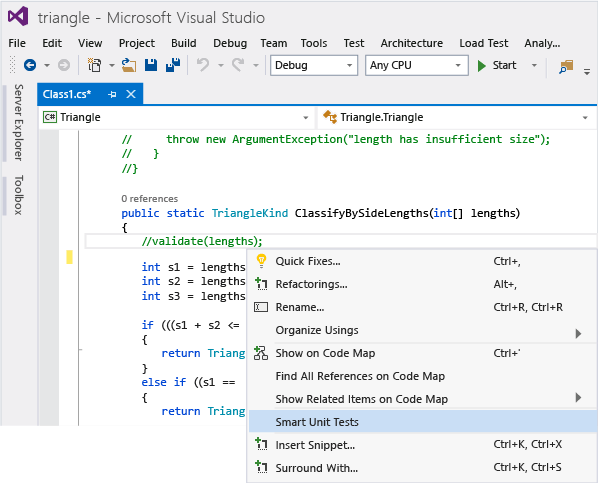 triangle - Microsoft Visual Studio
File Edit View Project Build Debug Team Tools Test Architecture Load Test Analy...
Debug Any CPU Start
Server Explorer
Toolbox
Class1.cs*
C# Triangle Triangle.Triangle
// throw new ArgumentException("length has insufficient size");
// }
//}
0 references
public static TriangleKind ClassifyBySideLengths(int[] lengths)
{
//validate(lengths);
int s1 = lengths
int s2 = lengths
int s3 = lengths
if (((s1 + s2 <=
{
return Triang
}
else if ((s1 ==
{
return Triang
Quick Fixes... Ctrl+,
Refactorings... Alt+,
Rename... Ctrl+R, Ctrl+R
Organize Usings
Show on Code Map Ctrl+`
Find All References on Code Map
Show Related Items on Code Map
Smart Unit Tests
Insert Snippet... Ctrl+K, Ctrl+X
Surround With... Ctrl+K, Ctrl+S